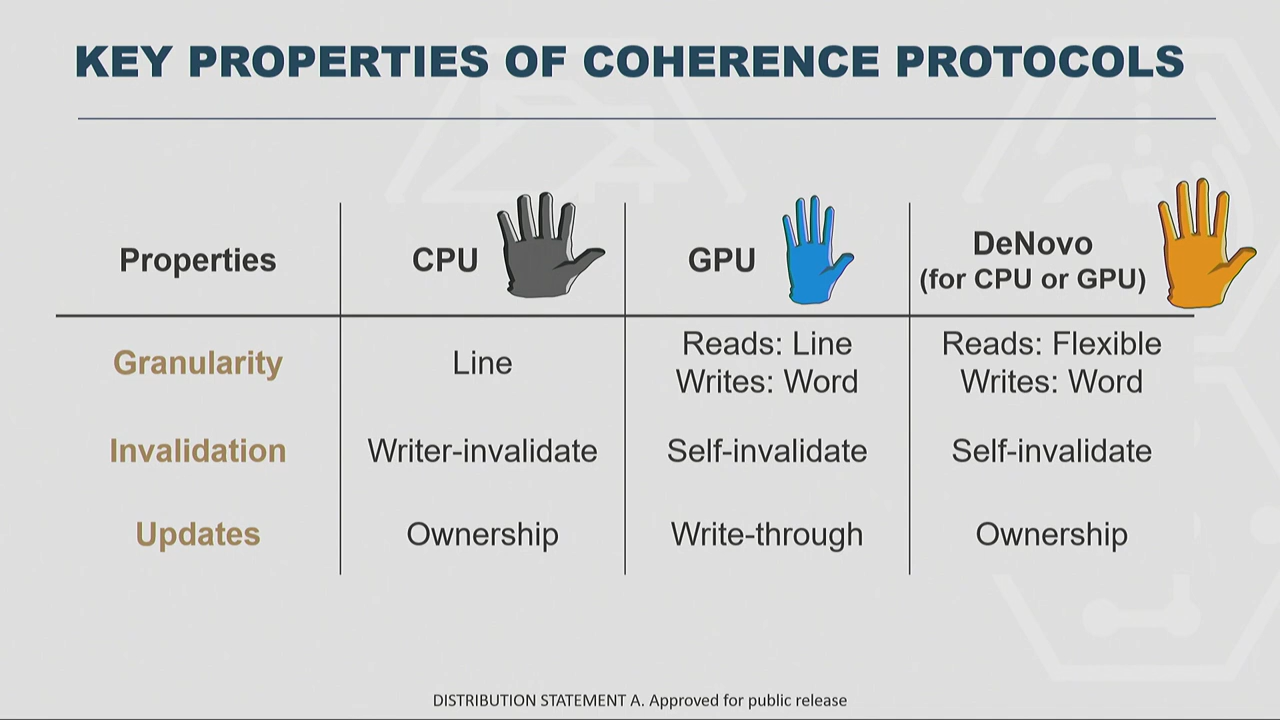 KEY PROPERTIES OF COHERENCE PROTOCOLS
Properties
CPU
GPU
DeNovo
(for CPU or GPU)
Granularity
Line
Reads: Line
Writes: Word
Reads: Flexible
Writes: Word
Invalidation
Writer-invalidate
Self-invalidate
Self-invalidate
Updates
Ownership
Write-through
Ownership
DISTRIBUTION STATEMENT A. Approved for public release